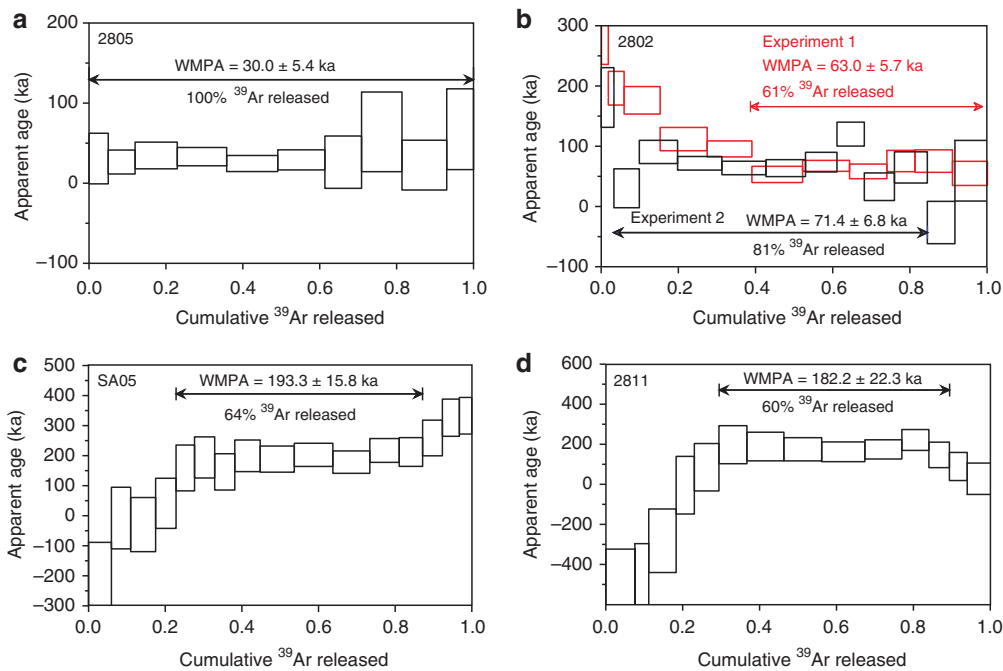 a
200
2805
WMPA = 30.0 ± 5.4 ka
100% ³⁹Ar released
100
0
–100
Apparent age (ka)
0.0 0.2 0.4 0.6 0.8 1.0
Cumulative ³⁹Ar released
b
300
2802
Experiment 1
WMPA = 63.0 ± 5.7 ka
61% ³⁹Ar released
200
100
0
–100
Experiment 2
WMPA = 71.4 ± 6.8 ka
81% ³⁹Ar released
Apparent age (ka)
0.0 0.2 0.4 0.6 0.8 1.0
Cumulative ³⁹Ar released
c
500
SA05
WMPA = 193.3 ± 15.8 ka
64% ³⁹Ar released
400
300
200
100
0
–100
–200
–300
Apparent age (ka)
0.0 0.2 0.4 0.6 0.8 1.0
Cumulative ³⁹Ar released
d
600
2811
WMPA = 182.2 ± 22.3 ka
60% ³⁹Ar released
400
200
0
–200
–400
Apparent age (ka)
0.0 0.2 0.4 0.6 0.8 1.0
Cumulative ³⁹Ar released